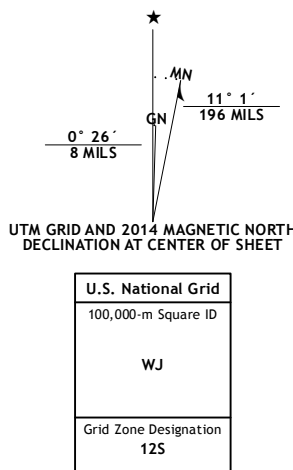 ★
MN
GN
11° 1´
196 MILS
0° 26´
8 MILS
UTM GRID AND 2014 MAGNETIC NORTH
DECLINATION AT CENTER OF SHEET
U.S. National Grid
100,000-m Square ID
WJ
Grid Zone Designation
12S